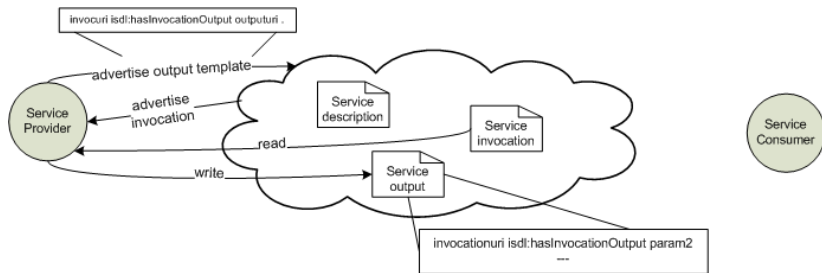 invocuri isdl:hasInvocationOutput outputuri .
advertise output template
advertise
invocation
Service
Provider
Service
description
Service
invocation
Service
Consumer
read
write
Service
output
invocationuri isdl:hasInvocationOutput param2
---